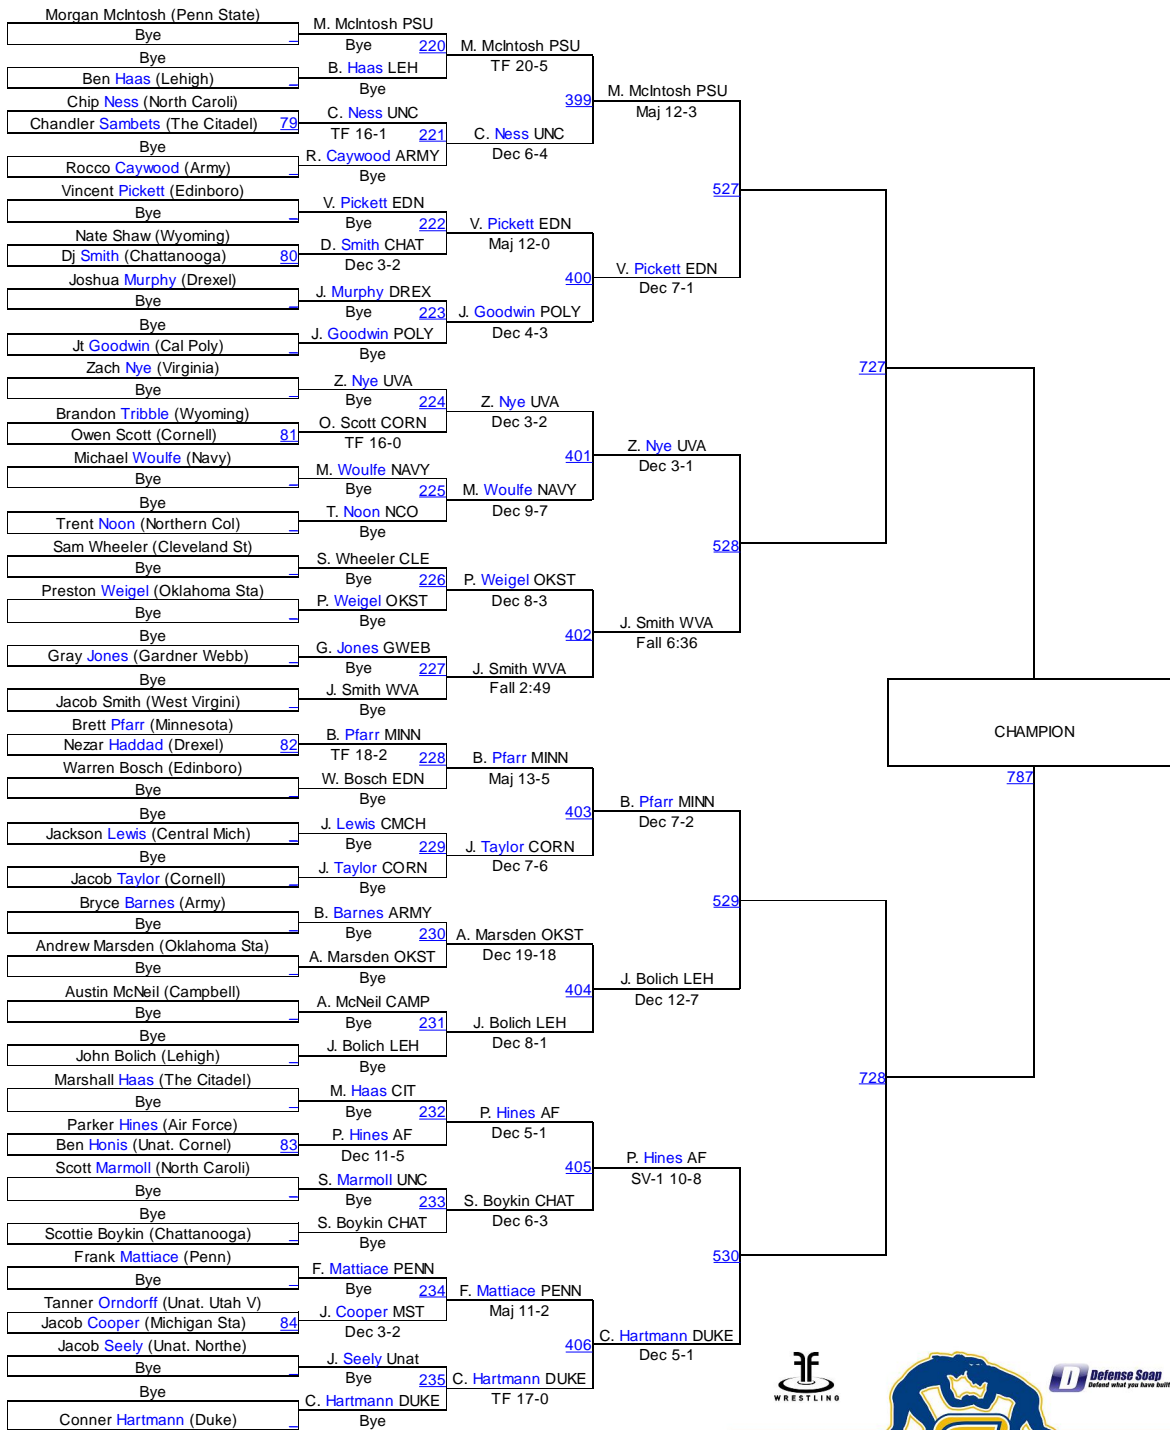 Morgan McIntosh (Penn State)
Bye
Bye
Ben Haas (Lehigh)
Chip Ness (North Caroli)
Chandler Sambets (The Citadel) 79
Bye
Rocco Caywood (Army)
Vincent Pickett (Edinboro)
Bye
Nate Shaw (Wyoming)
Dj Smith (Chattanooga) 80
Joshua Murphy (Drexel)
Bye
Bye
Jt Goodwin (Cal Poly)
Zach Nye (Virginia)
Bye
Brandon Tribble (Wyoming)
Owen Scott (Cornell) 81
Michael Woulfe (Navy)
Bye
Bye
Trent Noon (Northern Col)
Sam Wheeler (Cleveland St)
Bye
Preston Weigel (Oklahoma Sta)
Bye
Bye
Gray Jones (Gardner Webb)
Bye
Jacob Smith (West Virgini)
Brett Pfarr (Minnesota)
Nezar Haddad (Drexel) 82
Warren Bosch (Edinboro)
Bye
Bye
Jackson Lewis (Central Mich)
Bye
Jacob Taylor (Cornell)
Bryce Barnes (Army)
Bye
Andrew Marsden (Oklahoma Sta)
Bye
Austin McNeil (Campbell)
Bye
Bye
John Bolich (Lehigh)
Marshall Haas (The Citadel)
Bye
Parker Hines (Air Force)
Ben Honis (Unat. Cornel) 83
Scott Marmoll (North Caroli)
Bye
Bye
Scottie Boykin (Chattanooga)
Frank Mattiace (Penn)
Bye
Tanner Orndorff (Unat. Utah V)
Jacob Cooper (Michigan Sta) 84
Jacob Seely (Unat. Northe)
Bye
Bye
Conner Hartmann (Duke)
M. McIntosh PSU
Bye 220
B. Haas LEH
Bye
C. Ness UNC
TF 16-1 221
R. Caywood ARMY
Bye
V. Pickett EDN
Bye 222
D. Smith CHAT
Dec 3-2
J. Murphy DREX
Bye 223
J. Goodwin POLY
Bye
Z. Nye UVA
Bye 224
O. Scott CORN
TF 16-0
M. Woulfe NAVY
Bye 225
T. Noon NCO
Bye
S. Wheeler CLE
Bye 226
P. Weigel OKST
Bye
G. Jones GWEB
Bye 227
J. Smith WVA
Bye
B. Pfarr MINN
TF 18-2 228
W. Bosch EDN
Bye
J. Lewis CMCH
Bye 229
J. Taylor CORN
Bye
B. Barnes ARMY
Bye 230
A. Marsden OKST
Bye
A. McNeil CAMP
Bye 231
J. Bolich LEH
Bye
M. Haas CIT
Bye 232
P. Hines AF
Dec 11-5
S. Marmoll UNC
Bye 233
S. Boykin CHAT
Bye
F. Mattiace PENN
Bye 234
J. Cooper MST
Dec 3-2
J. Seely Unat
Bye 235
C. Hartmann DUKE
Bye
M. McIntosh PSU
TF 20-5
399
C. Ness UNC
Dec 6-4
V. Pickett EDN
Maj 12-0
400
J. Goodwin POLY
Dec 4-3
Z. Nye UVA
Dec 3-2
401
M. Woulfe NAVY
Dec 9-7
P. Weigel OKST
Dec 8-3
402
J. Smith WVA
Fall 2:49
B. Pfarr MINN
Maj 13-5
403
J. Taylor CORN
Dec 7-6
A. Marsden OKST
Dec 19-18
404
J. Bolich LEH
Dec 8-1
P. Hines AF
Dec 5-1
405
S. Boykin CHAT
Dec 6-3
F. Mattiace PENN
Maj 11-2
406
C. Hartmann DUKE
TF 17-0
M. McIntosh PSU
Maj 12-3
527
V. Pickett EDN
Dec 7-1
Z. Nye UVA
Dec 3-1
528
J. Smith WVA
Fall 6:36
B. Pfarr MINN
Dec 7-2
529
J. Bolich LEH
Dec 12-7
P. Hines AF
SV-1 10-8
530
C. Hartmann DUKE
Dec 5-1
727
728
CHAMPION
787
WRESTLING
D Defense Soap
Defend what you have built